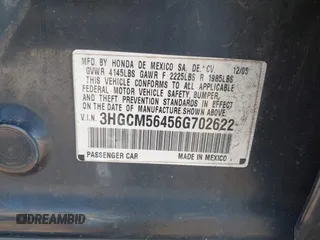 MFD. BY HONDA DE MEXICO SA. DE. CV 12/05
GVWR 4145LBS GAWR F 2225LBS R 1985LBS
THIS VEHICLE CONFORMS TO ALL APPLICABLE
FEDERAL MOTOR VEHICLE SAFETY, BUMPER,
AND THEFT PREVENTION STANDARDS IN EFFECT
ON THE DATE OF MANUFACTURE SHOWN ABOVE.
V.I.N. 3HGCM56456G702622
PASSENGER CAR MADE IN MEXICO
DREAMBID